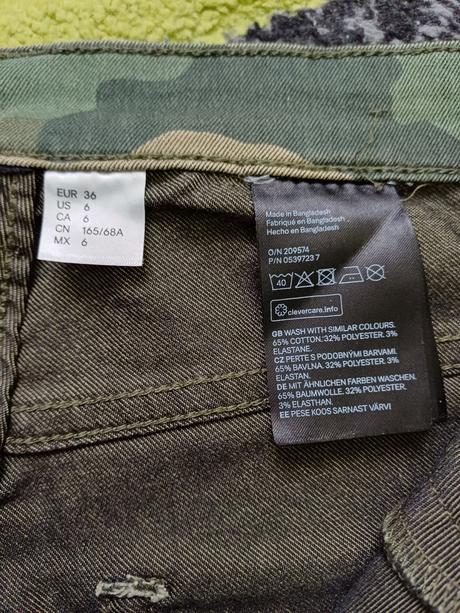 EUR 36
US 6
CA 6
CN 165/68A
MX 6
Made in Bangladesh
Fabriqué en Bangladesh
Hecho en Bangladesh
O/N 209574
P/N 0539723 7
40
clevercare.info
GB WASH WITH SIMILAR COLOURS.
65% COTTON. 32% POLYESTER. 3%
ELASTANE.
CZ PERTE S PODOBNÝMI BARVAMI.
65% BAVLNA. 32% POLYESTER. 3%
ELASTAN.
DE MIT ÄHNLICHEN FARBEN WASCHEN.
65% BAUMWOLLE. 32% POLYESTER.
3% ELASTHAN.
EE PESE KOOS SARNAST VÄRVI